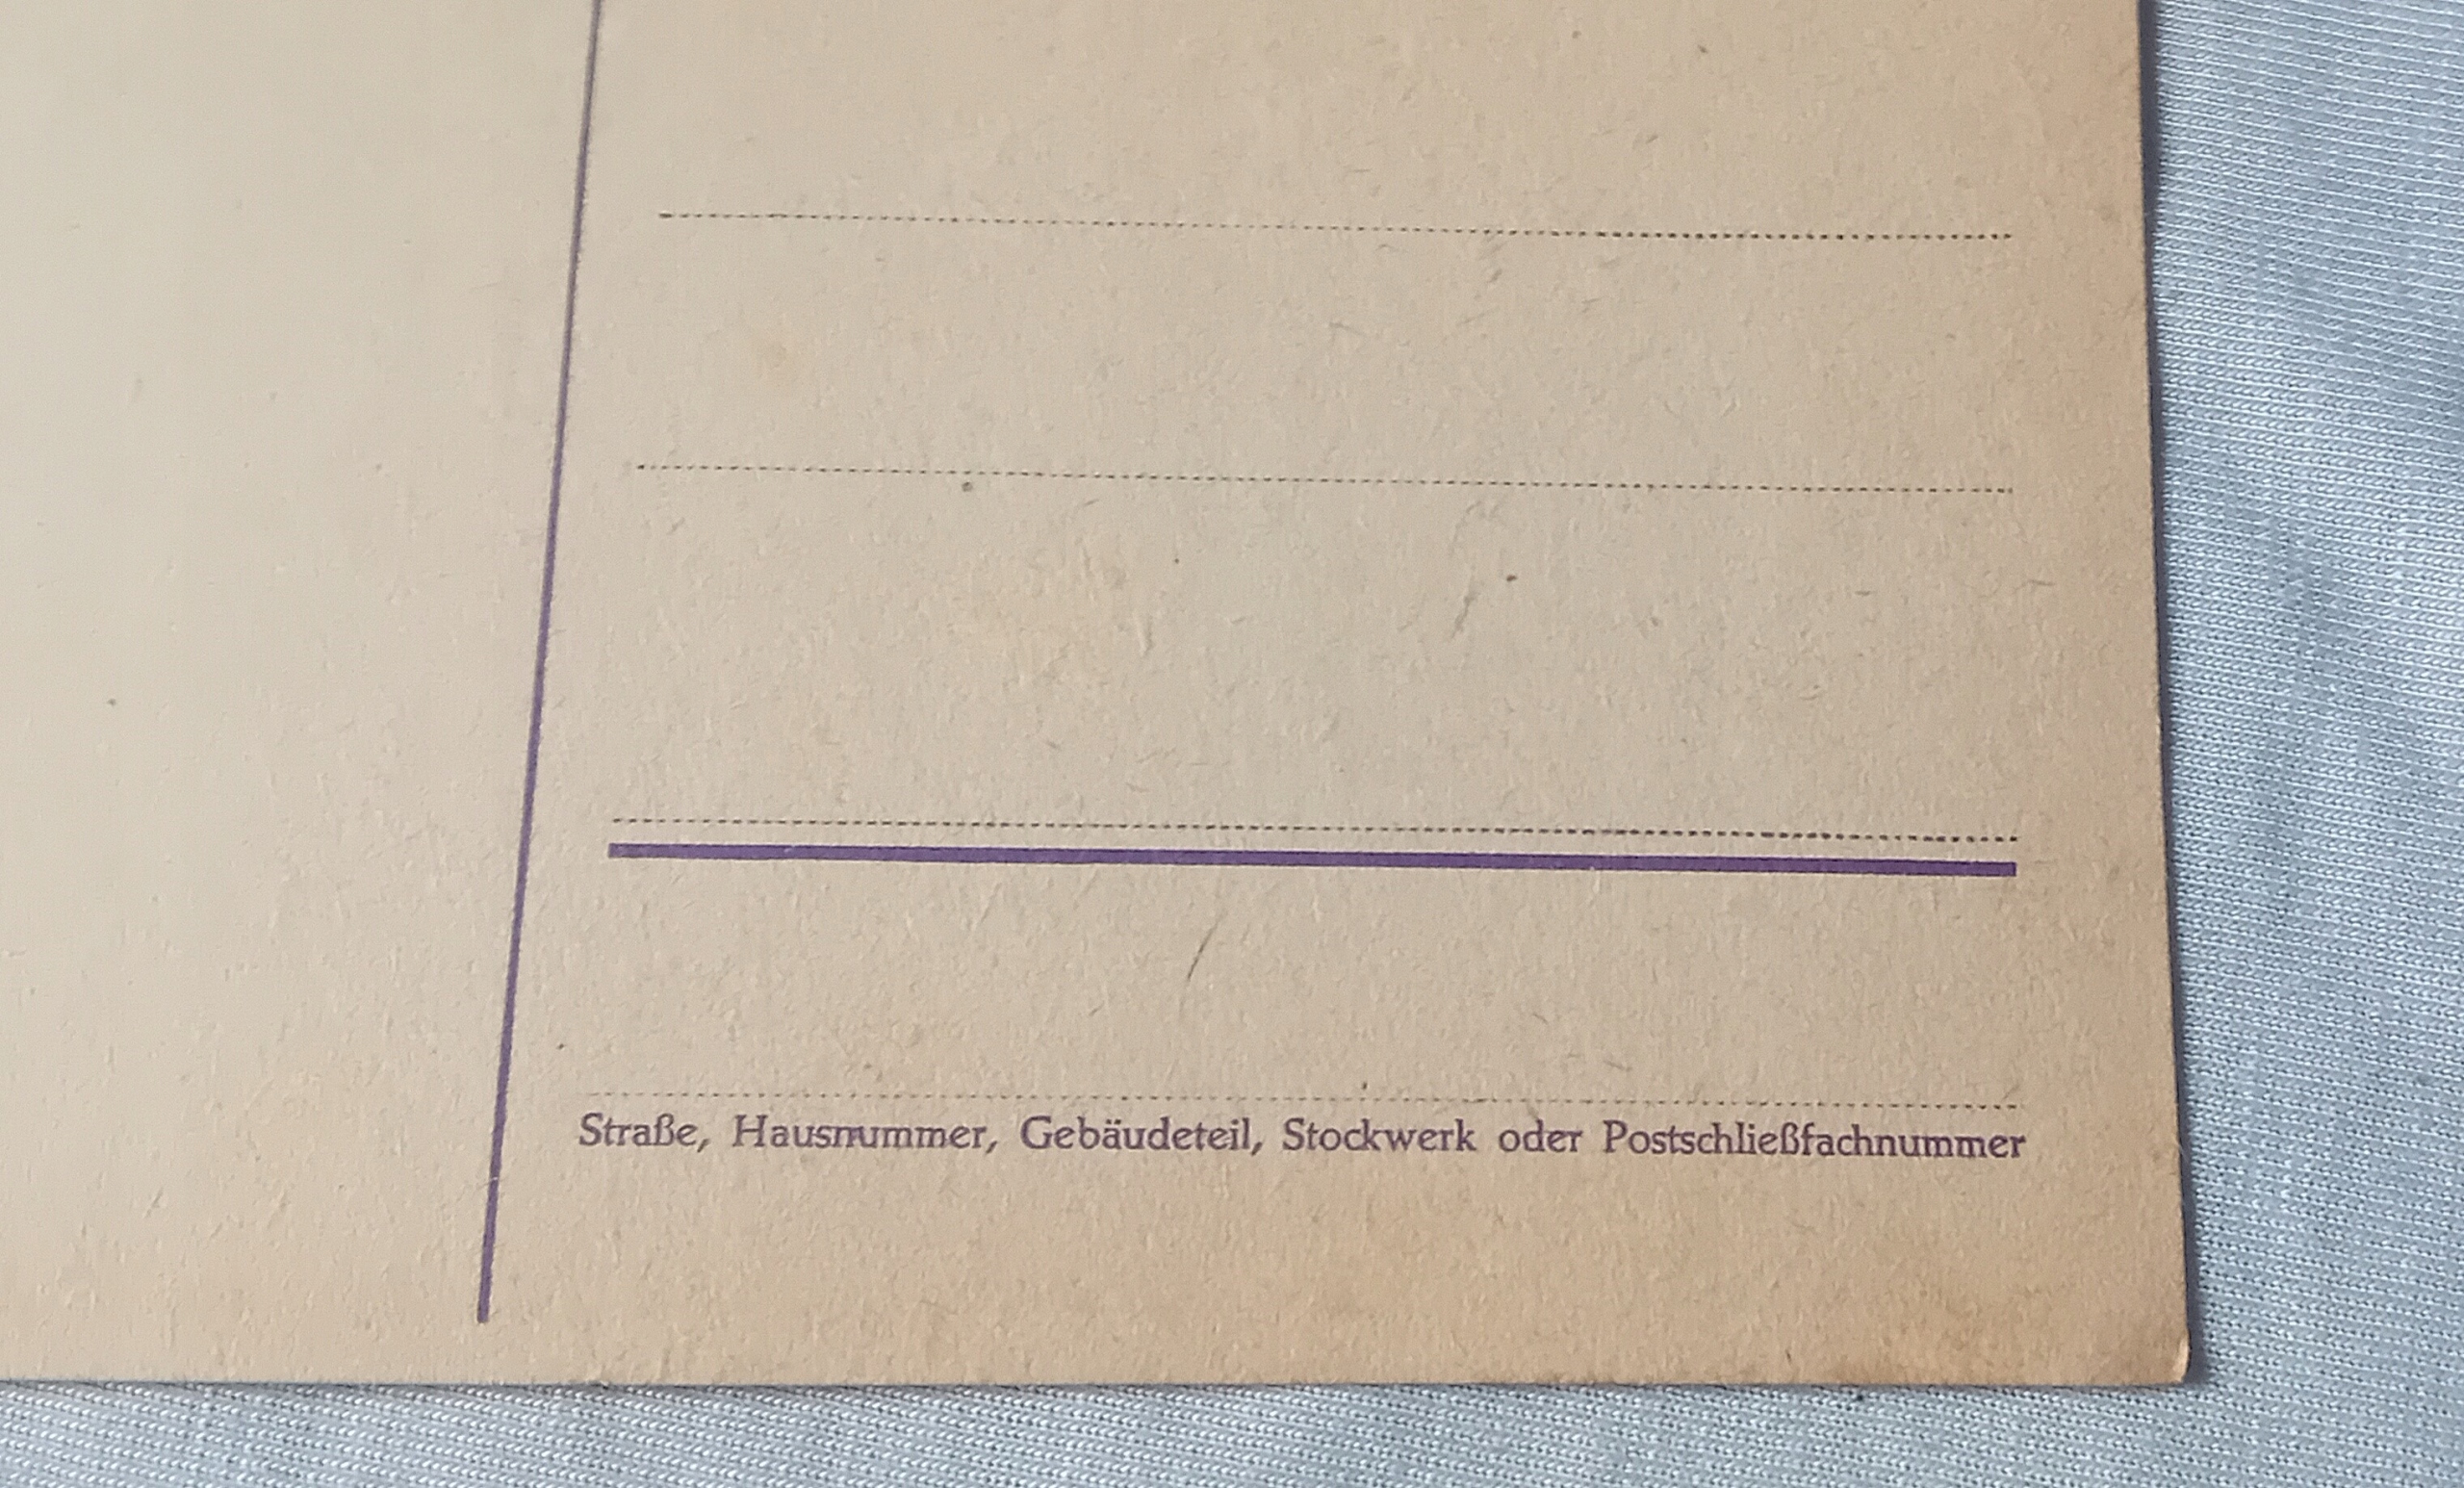 Straße, Hausnummer, Gebäudeteil, Stockwerk oder Postschließfachnummer